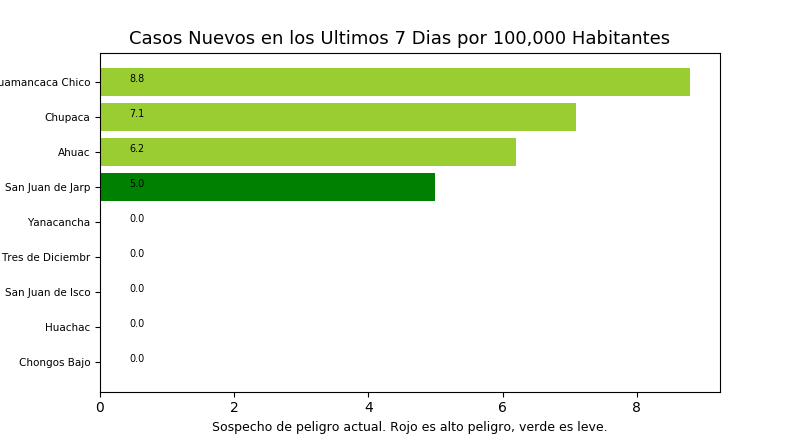 Casos Nuevos en los Ultimos 7 Dias por 100,000 Habitantes
uamancaca Chico 8.8
Chupaca 7.1
Ahuac 6.2
San Juan de Jarp 5.0
Yanacancha 0.0
Tres de Diciembr 0.0
San Juan de Isco 0.0
Huachac 0.0
Chongos Bajo 0.0
0 2 4 6 8
Sospecho de peligro actual. Rojo es alto peligro, verde es leve.